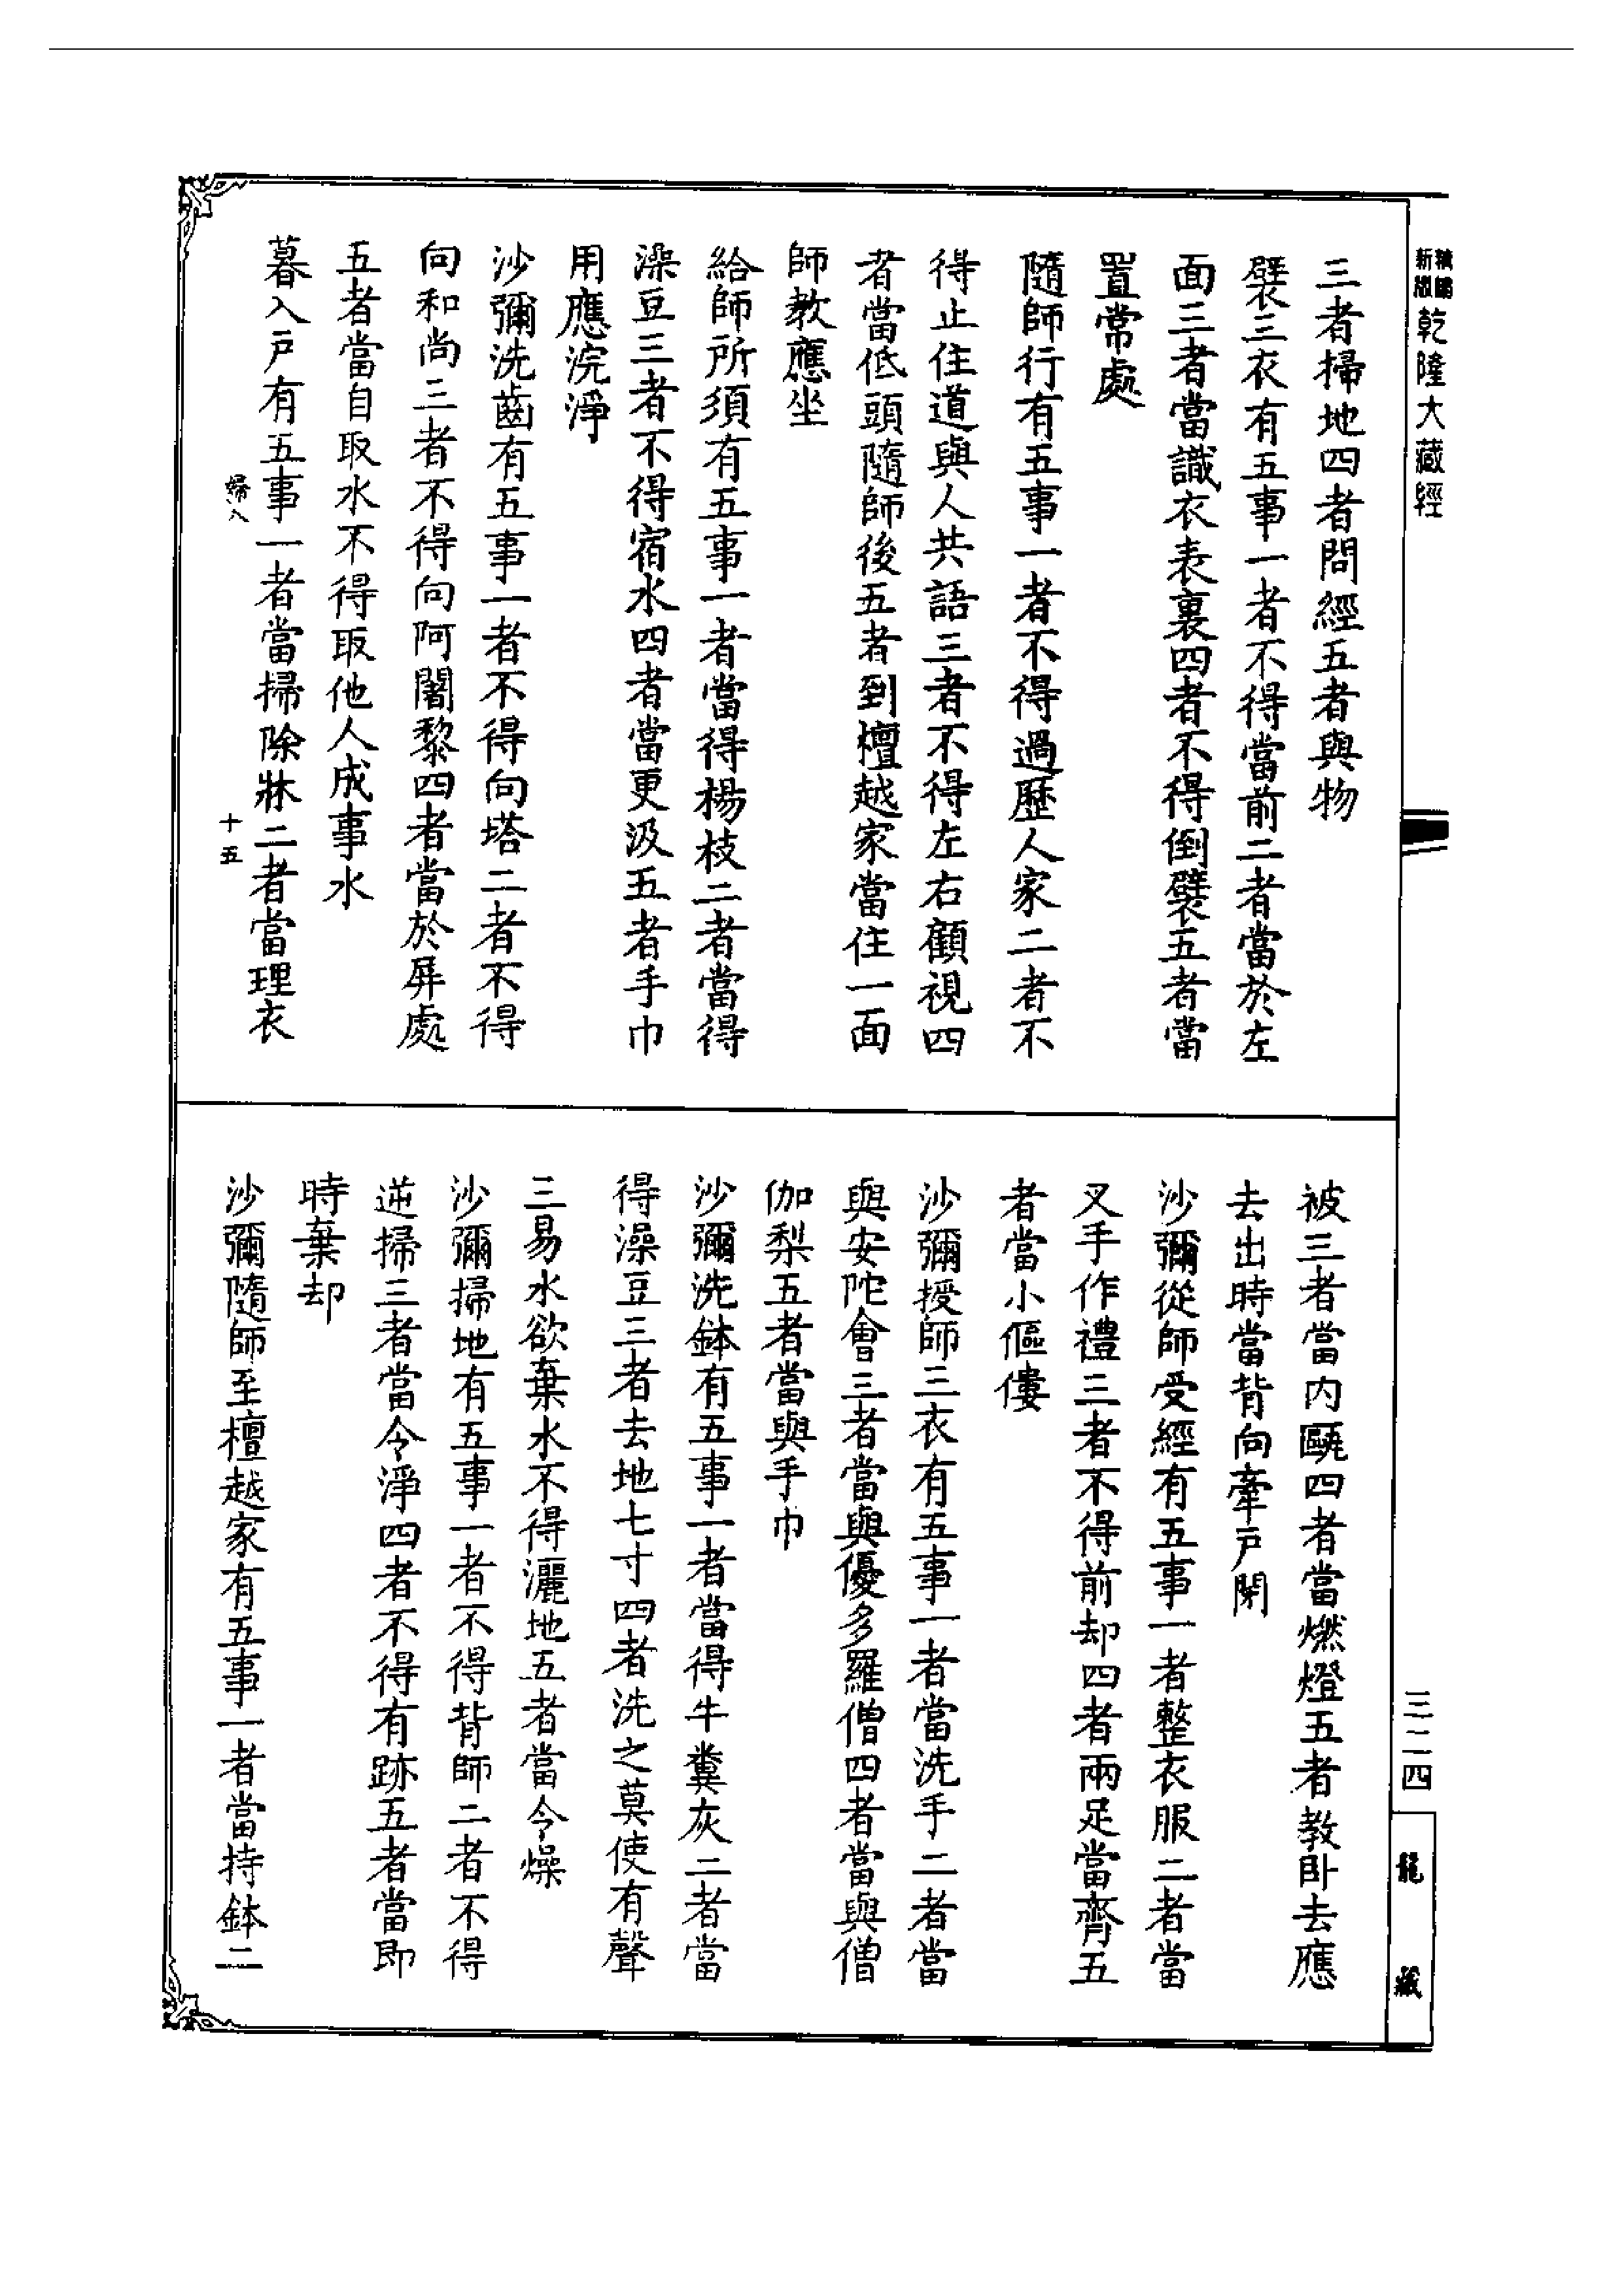 乾隆大藏經
三者掃地四者問經五者與物
襞三衣有五事一者不得當前二者當於左
面三者當識衣表裏四者不得倒襞五者當
置常處
隨師行有五事一者不得過歷人家二者不
得止住道與人共語三者不得左右顧視四
者當低頭隨師後五者到檀越家當住一面
師教應坐
給師所須有五事一者當得楊枝二者當得
澡豆三者不得宿水四者當更汲五者手巾
用應浣淨
沙彌洗齒有五事一者不得向塔二者不得
向和尚三者不得向阿闍黎四者當於屏處
五者當自取水不得取他人成事水
暮入戶有五事一者當掃除牀二者當理衣
十五
被三者當內𤭁四者當燃燈五者教卧去應
去出時當背向牽戶閉
沙彌從師受經有五事一者整衣服二者當
叉手作禮三者不得前却四者兩足當齊五
者當小傴僂
沙彌授師三衣有五事一者當洗手二者當
與安陀會三者當與優多羅僧四者當與僧
伽梨五者當與手巾
沙彌洗鉢有五事一者當得牛糞灰二者當
得澡豆三者去地七寸四者洗之莫使有聲
三易水欲棄水不得灑地五者當令燥
沙彌掃地有五事一者不得背師二者不得
逆掃三者當令淨四者不得有跡五者當即
時棄却
沙彌隨師至檀越家有五事一者當持鉢二
三二四
龍藏